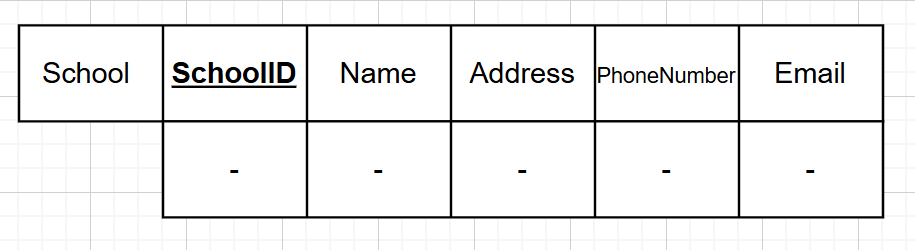 School SchoolID Name Address PhoneNumber Email
- - - - -